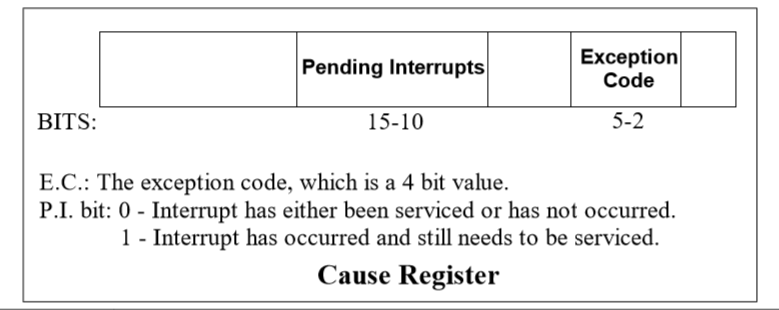 Pending Interrupts
Exception
Code
BITS: 15-10 5-2
E.C.: The exception code, which is a 4 bit value.
P.I. bit: 0 - Interrupt has either been serviced or has not occurred.
1 - Interrupt has occurred and still needs to be serviced.
Cause Register